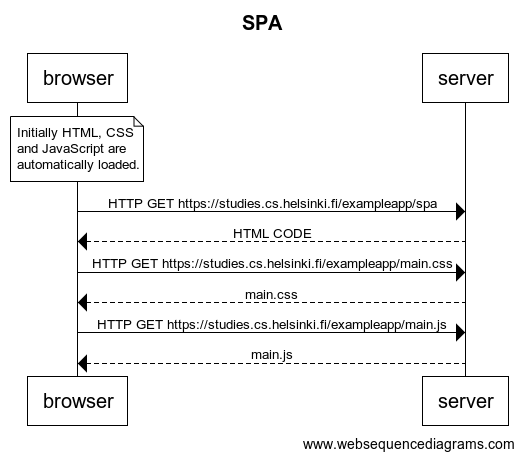 SPA
browser
server
Initially HTML, CSS
and JavaScript are
automatically loaded.
HTTP GET https://studies.cs.helsinki.fi/exampleapp/spa
HTML CODE
HTTP GET https://studies.cs.helsinki.fi/exampleapp/main.css
main.css
HTTP GET https://studies.cs.helsinki.fi/exampleapp/main.js
main.js
browser
server
www.websequencediagrams.com